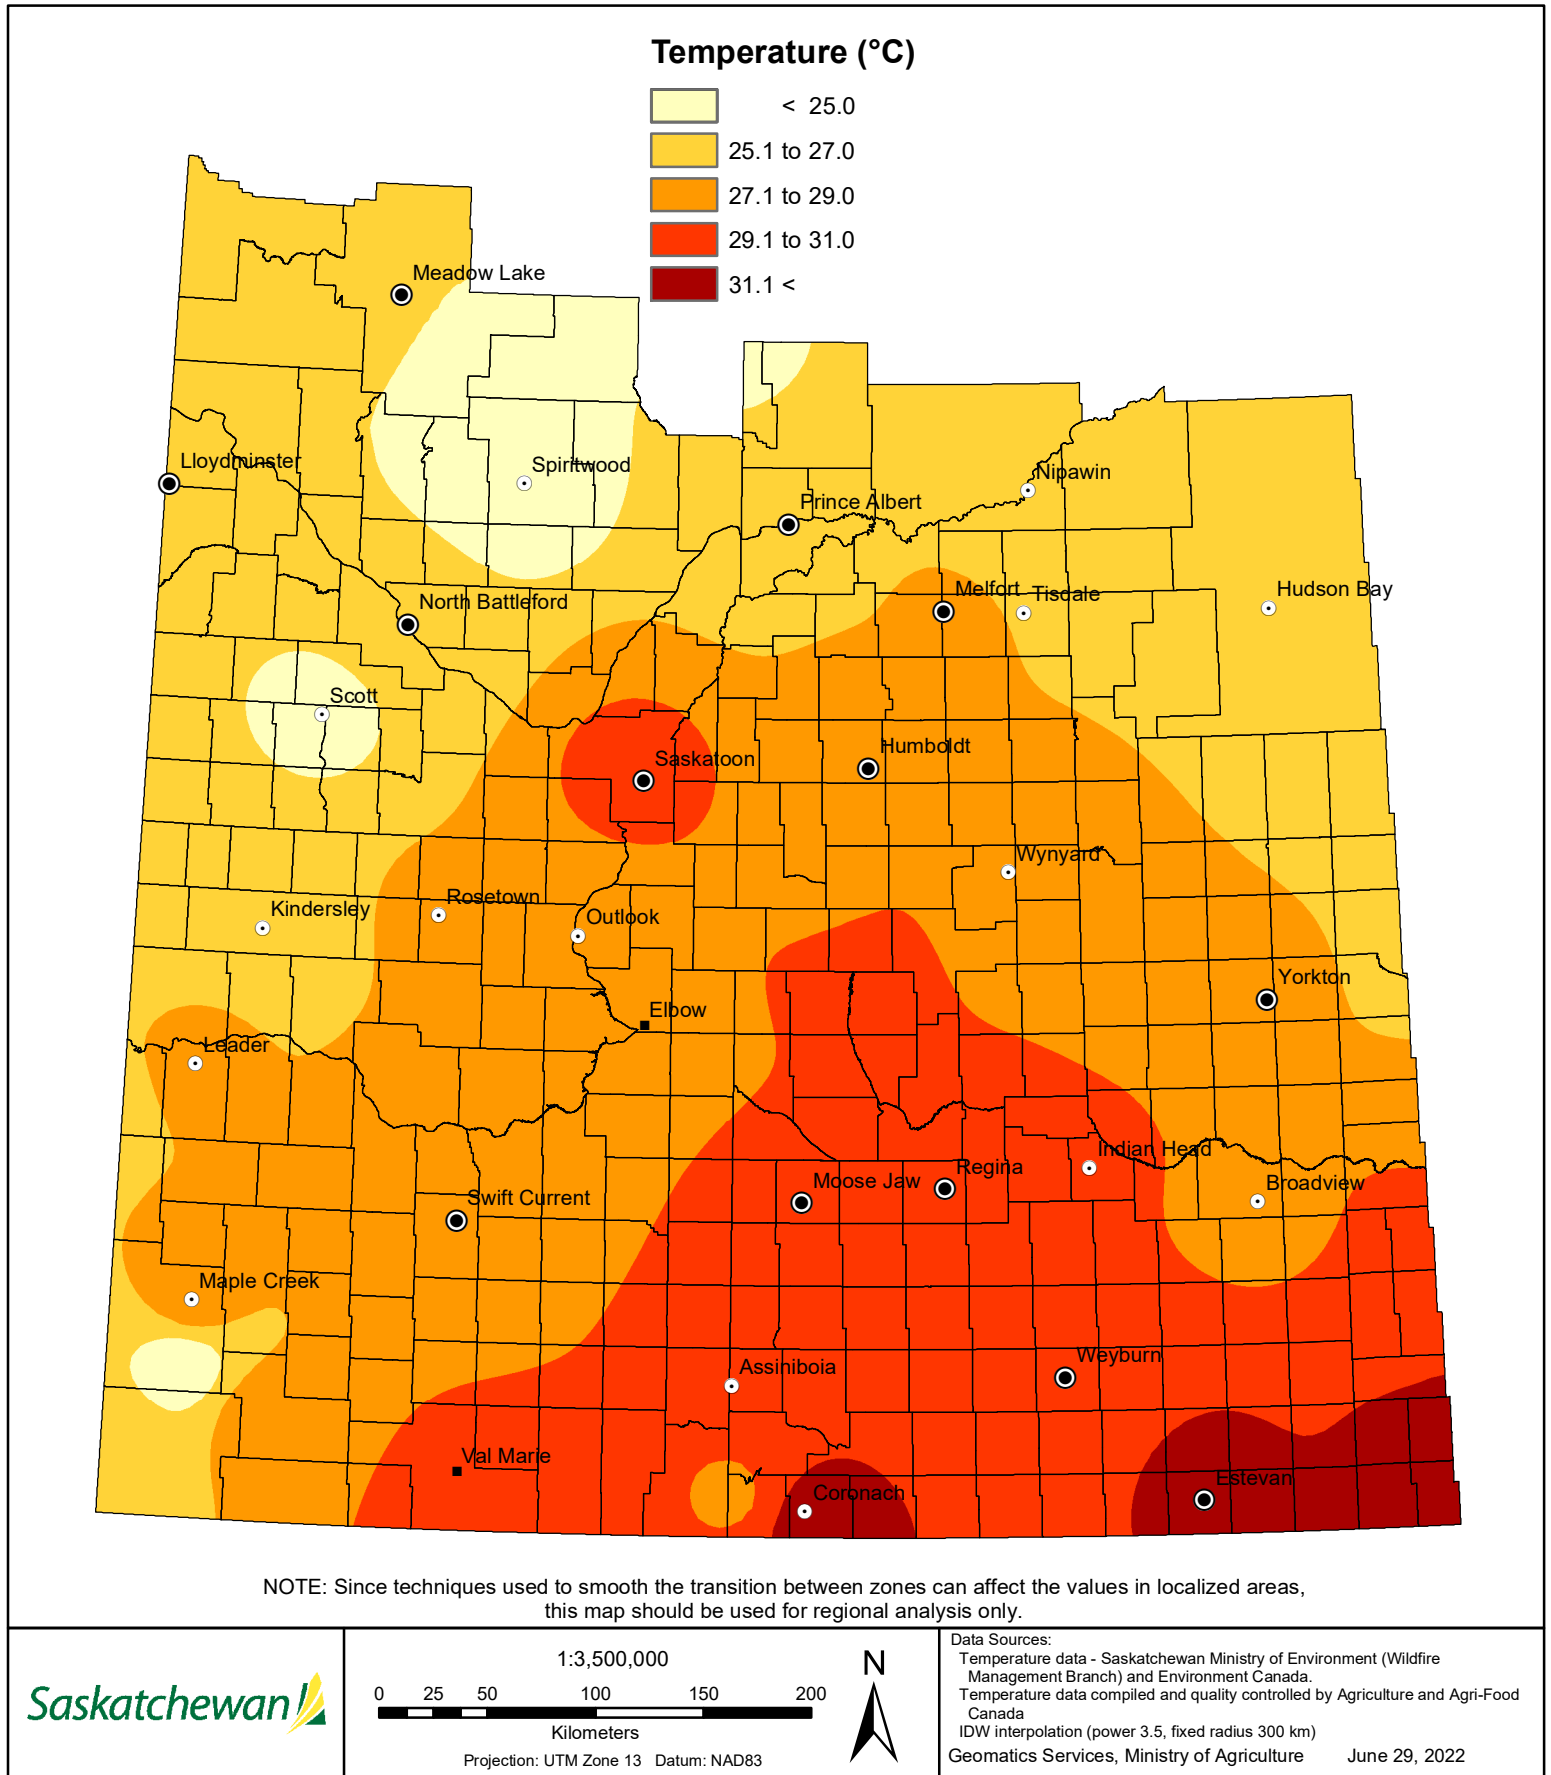 Temperature (°C)
< 25.0
25.1 to 27.0
27.1 to 29.0
29.1 to 31.0
31.1 <
Meadow Lake
Lloydminster
Spiritwood
Nipawin
Prince Albert
North Battleford
Melfort
Tisdale
Hudson Bay
Scott
Saskatoon
Humboldt
Wynyard
Kindersley
Rosetown
Outlook
Yorkton
Elbow
Leader
Indian Head
Regina
Moose Jaw
Broadview
Swift Current
Maple Creek
Assiniboia
Weyburn
Val Marie
Coronach
Estevan
NOTE: Since techniques used to smooth the transition between zones can affect the values in localized areas,
this map should be used for regional analysis only.
Saskatchewan
1:3,500,000
0 25 50 100 150 200
Kilometers
Projection: UTM Zone 13 Datum: NAD83
N
Data Sources:
Temperature data - Saskatchewan Ministry of Environment (Wildfire
Management Branch) and Environment Canada.
Temperature data compiled and quality controlled by Agriculture and Agri-Food
Canada
IDW interpolation (power 3.5, fixed radius 300 km)
Geomatics Services, Ministry of Agriculture June 29, 2022